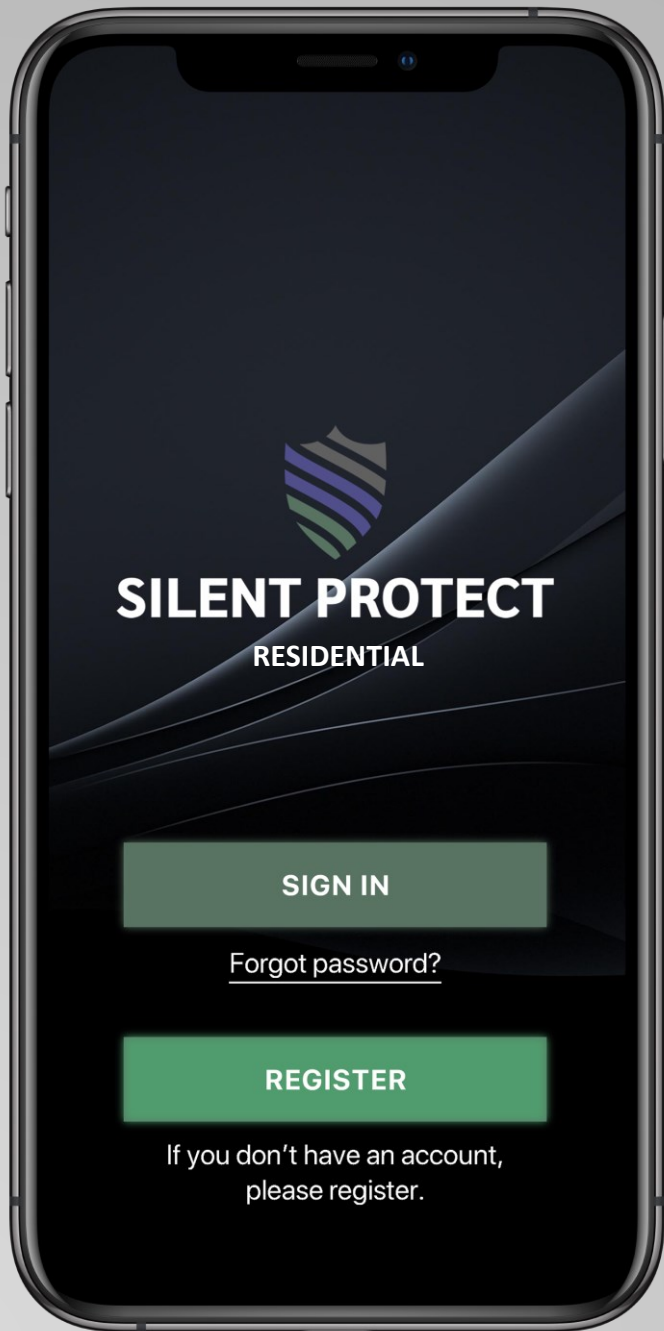 SILENT PROTECT
RESIDENTIAL
SIGN IN
Forgot password?
REGISTER
If you don’t have an account,
please register.